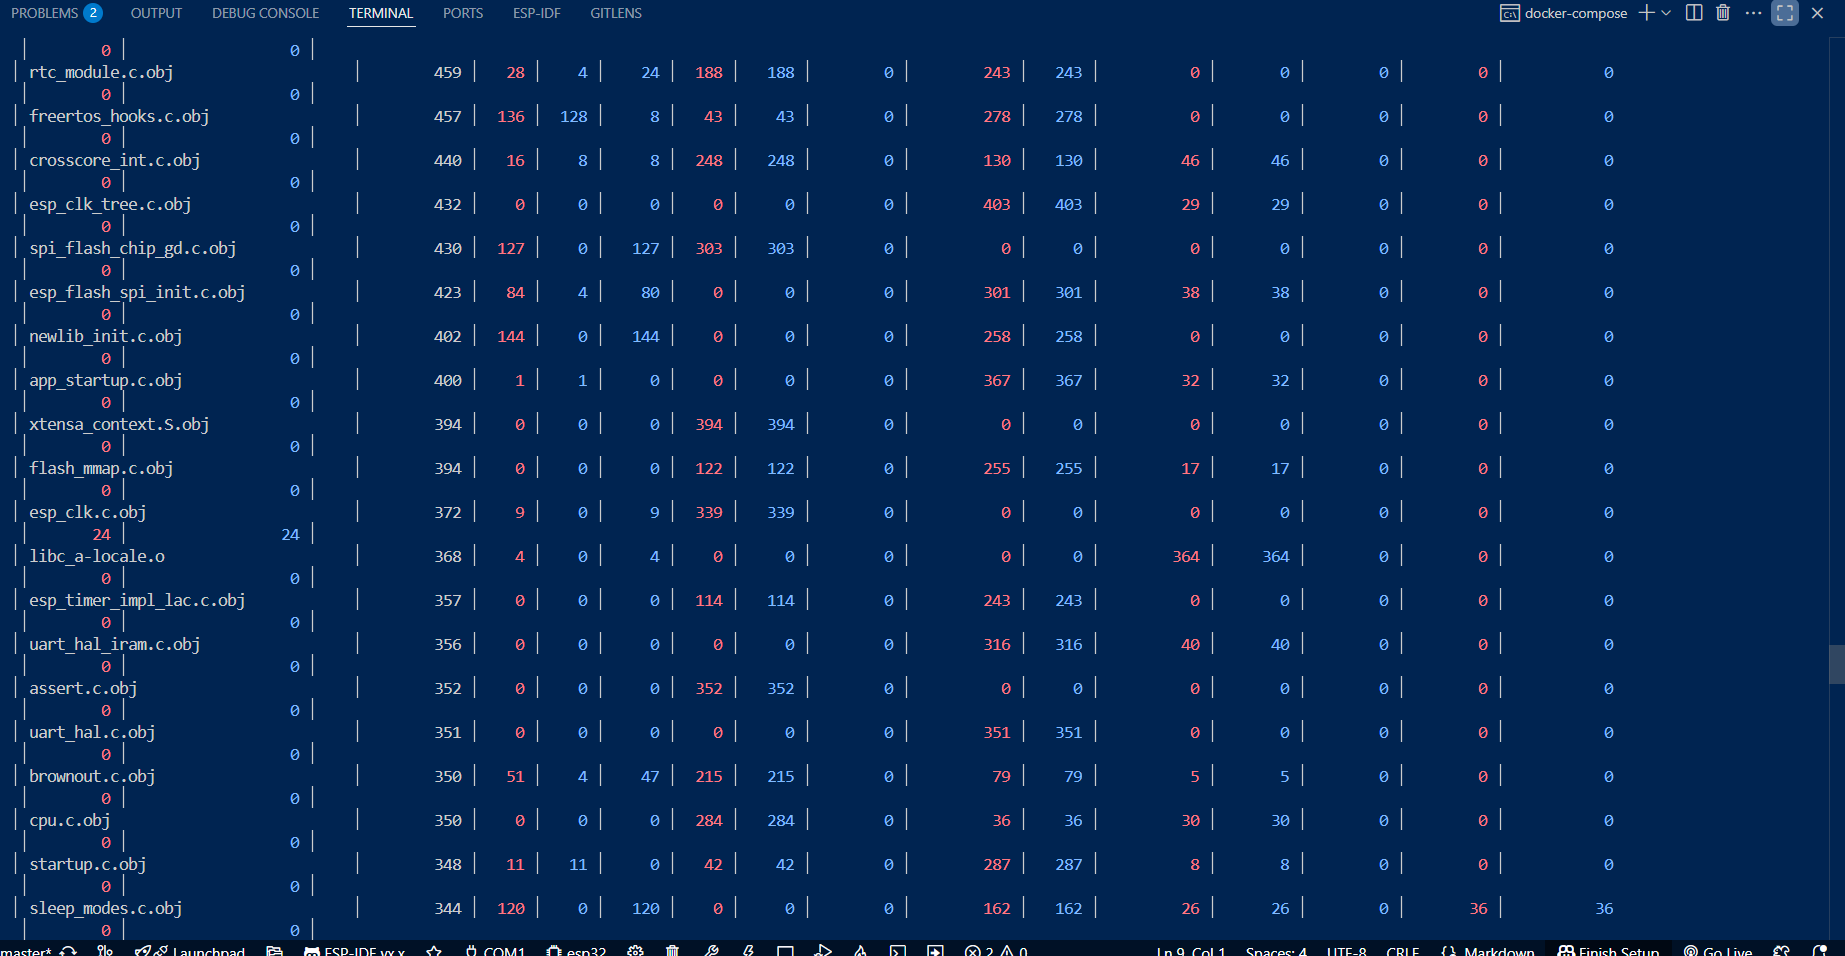 PROBLEMS 2 OUTPUT DEBUG CONSOLE TERMINAL PORTS ESP-IDF GITLENS docker-compose
| 0 | 0 |
| rtc_module.c.obj | 459 | 28 | 4 | 24 | 188 | 188 | 0 | 243 | 243 | 0 | 0 | 0 | 0 | 0
| 0 | 0 |
| freertos_hooks.c.obj | 457 | 136 | 128 | 8 | 43 | 43 | 0 | 278 | 278 | 0 | 0 | 0 | 0 | 0
| 0 | 0 |
| crosscore_int.c.obj | 440 | 16 | 8 | 8 | 248 | 248 | 0 | 130 | 130 | 46 | 46 | 0 | 0 | 0
| 0 | 0 |
| esp_clk_tree.c.obj | 432 | 0 | 0 | 0 | 0 | 0 | 0 | 403 | 403 | 29 | 29 | 0 | 0 | 0
| 0 | 0 |
| spi_flash_chip_gd.c.obj | 430 | 127 | 0 | 127 | 303 | 303 | 0 | 0 | 0 | 0 | 0 | 0 | 0 | 0
| 0 | 0 |
| esp_flash_spi_init.c.obj | 423 | 84 | 4 | 80 | 0 | 0 | 0 | 301 | 301 | 38 | 38 | 0 | 0 | 0
| 0 | 0 |
| newlib_init.c.obj | 402 | 144 | 0 | 144 | 0 | 0 | 0 | 258 | 258 | 0 | 0 | 0 | 0 | 0
| 0 | 0 |
| app_startup.c.obj | 400 | 1 | 1 | 0 | 0 | 0 | 0 | 367 | 367 | 32 | 32 | 0 | 0 | 0
| 0 | 0 |
| xtensa_context.S.obj | 394 | 0 | 0 | 0 | 394 | 394 | 0 | 0 | 0 | 0 | 0 | 0 | 0 | 0
| 0 | 0 |
| flash_mmap.c.obj | 394 | 0 | 0 | 0 | 122 | 122 | 0 | 255 | 255 | 17 | 17 | 0 | 0 | 0
| 0 | 0 |
| esp_clk.c.obj | 372 | 9 | 0 | 9 | 339 | 339 | 0 | 0 | 0 | 0 | 0 | 0 | 0 | 0
| 24 | 24 |
| libc_a-locale.o | 368 | 4 | 0 | 4 | 0 | 0 | 0 | 0 | 0 | 364 | 364 | 0 | 0 | 0
| 0 | 0 |
| esp_timer_impl_lac.c.obj | 357 | 0 | 0 | 0 | 114 | 114 | 0 | 243 | 243 | 0 | 0 | 0 | 0 | 0
| 0 | 0 |
| uart_hal_iram.c.obj | 356 | 0 | 0 | 0 | 0 | 0 | 0 | 316 | 316 | 40 | 40 | 0 | 0 | 0
| 0 | 0 |
| assert.c.obj | 352 | 0 | 0 | 0 | 352 | 352 | 0 | 0 | 0 | 0 | 0 | 0 | 0 | 0
| 0 | 0 |
| uart_hal.c.obj | 351 | 0 | 0 | 0 | 0 | 0 | 0 | 351 | 351 | 0 | 0 | 0 | 0 | 0
| 0 | 0 |
| brownout.c.obj | 350 | 51 | 4 | 47 | 215 | 215 | 0 | 79 | 79 | 5 | 5 | 0 | 0 | 0
| 0 | 0 |
| cpu.c.obj | 350 | 0 | 0 | 0 | 284 | 284 | 0 | 36 | 36 | 30 | 30 | 0 | 0 | 0
| 0 | 0 |
| startup.c.obj | 348 | 11 | 11 | 0 | 42 | 42 | 0 | 287 | 287 | 8 | 8 | 0 | 0 | 0
| 0 | 0 |
| sleep_modes.c.obj | 344 | 120 | 0 | 120 | 0 | 0 | 0 | 162 | 162 | 26 | 26 | 0 | 36 | 36
| 0 | 0 |
master* Launchpad ESP-IDF vx.x COM1 esp32 2 0 Ln 9, Col 1 Spaces: 4 UTF-8 CRLF Markdown Finish Setup Go Live